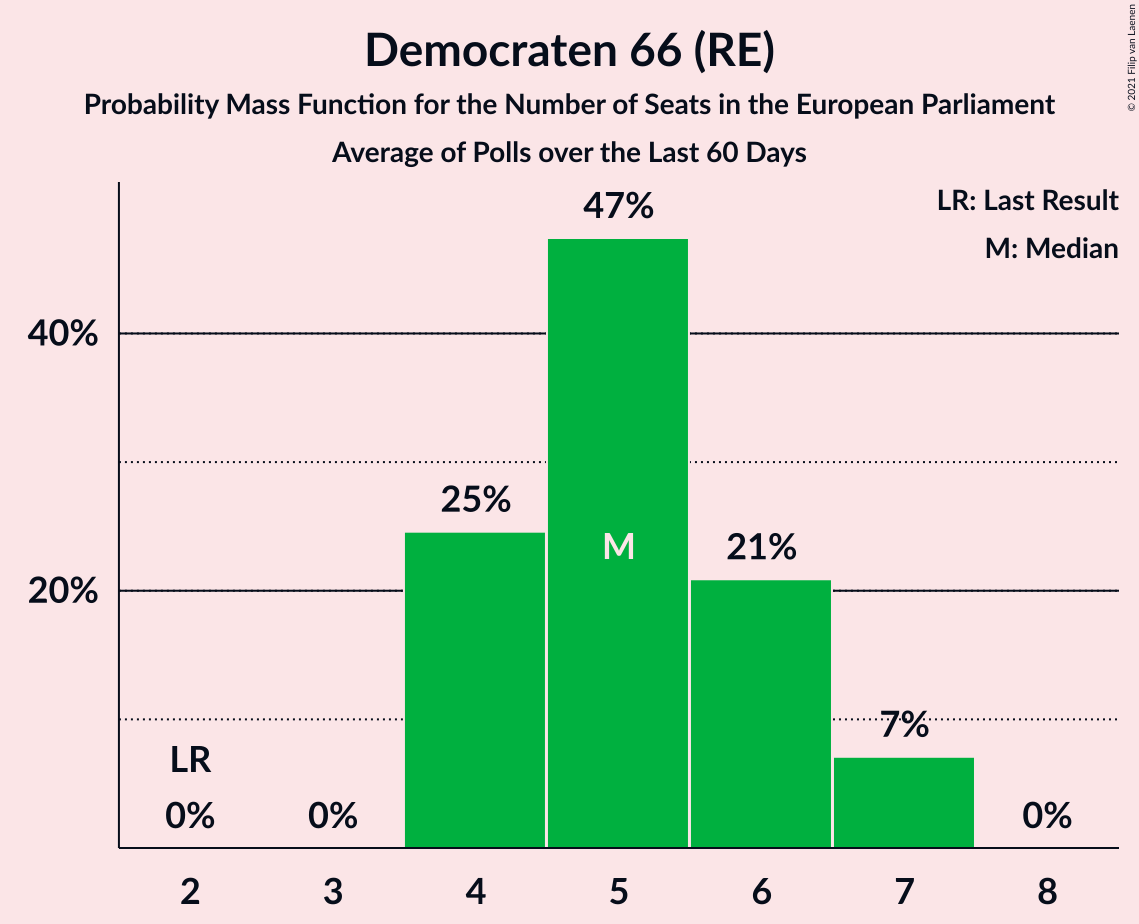 Democraten 66 (RE)
Probability Mass Function for the Number of Seats in the European Parliament
Average of Polls over the Last 60 Days
© 2021 Filip van Laenen
LR: Last Result
M: Median
47%
40%
25%
M
21%
20%
7%
LR
0%
0%
0%
2
3
4
5
6
7
8